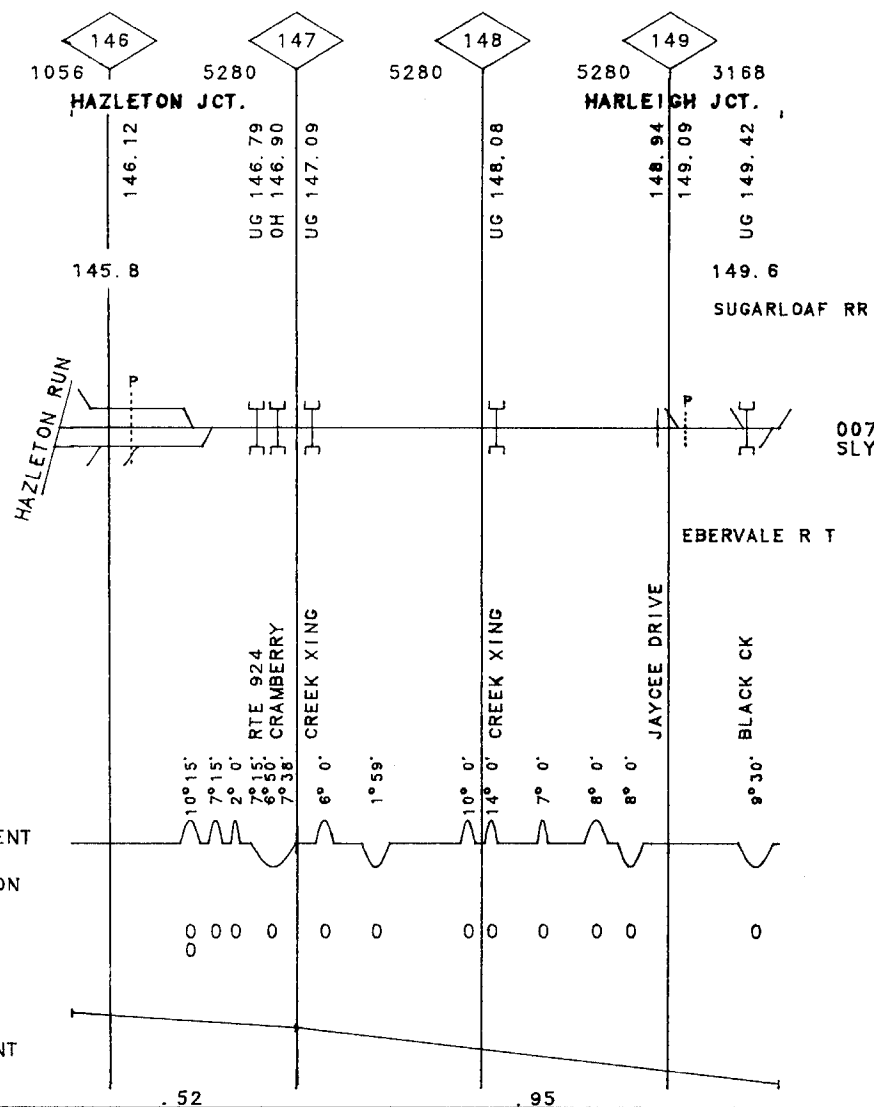 146 147 148 149
1056 5280 5280 5280 3168
HAZLETON JCT. HARLEIGH JCT.
146.12
UG 146.79
OH 146.90
UG 147.09
UG 148.08
148.94
149.09
UG 149.42
145.8 149.6
SUGARLOAF RR
HAZLETON RUN
P
P
007
SLY
EBERVALE R T
RTE 924
CRAMBERRY
CREEK XING
CREEK XING
JAYCEE DRIVE
BLACK CK
10° 15'
7° 15'
2° 0'
7° 15'
6° 50'
7° 38'
6° 0'
1° 59'
10° 0'
14° 0'
7° 0'
8° 0'
8° 0'
9° 30'
ENT
ON
0 0 0 0 0 0 0 0 0 0 0 0
0
NT
.52 .95